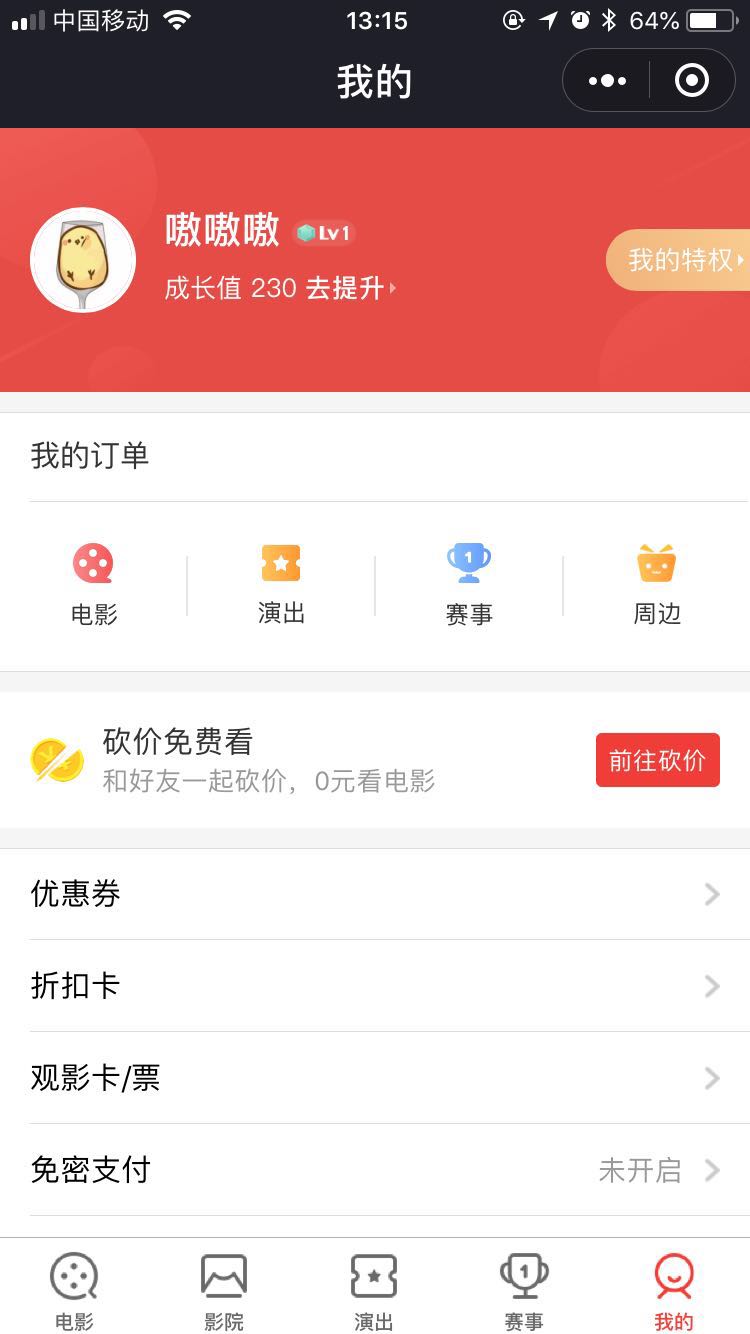 中国移动 13:15 64%
我的
嗷嗷嗷 Lv1
成长值 230 去提升
我的特权
我的订单
电影 演出 赛事 周边
砍价免费看
和好友一起砍价，0元看电影
前往砍价
优惠券
折扣卡
观影卡/票
免密支付 未开启
电影 影院 演出 赛事 我的